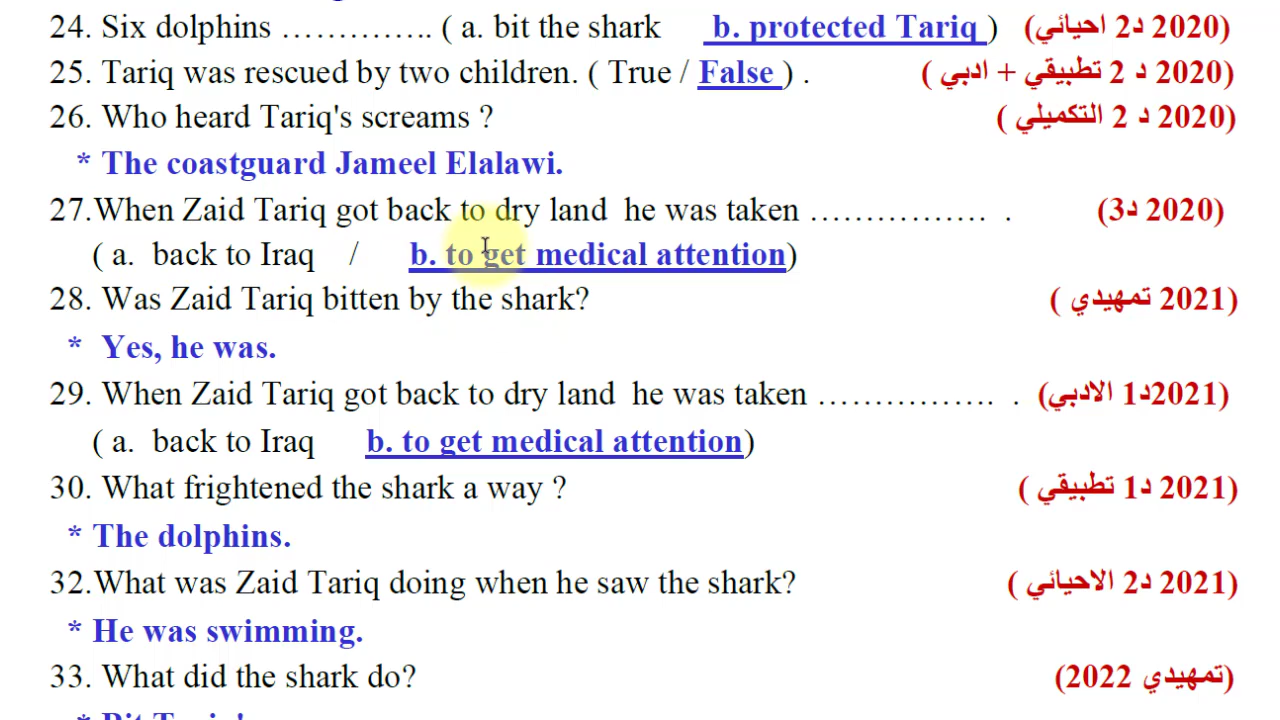 24. Six dolphins ………….. ( a. bit the shark b. protected Tariq ) (2020 د2 احيائي)
25. Tariq was rescued by two children. ( True / False ) . (2020 د 2 تطبيقي + ادبي )
26. Who heard Tariq's screams ? (2020 د 2 التكميلي )
* The coastguard Jameel Elalawi.
27.When Zaid Tariq got back to dry land he was taken ……………. . (2020 د3)
( a. back to Iraq / b. to get medical attention)
28. Was Zaid Tariq bitten by the shark? (2021 تمهيدي )
* Yes, he was.
29. When Zaid Tariq got back to dry land he was taken ……………. . (2021د1 الادبي)
( a. back to Iraq b. to get medical attention)
30. What frightened the shark a way ? (2021 د1 تطبيقي )
* The dolphins.
32.What was Zaid Tariq doing when he saw the shark? (2021 د2 الاحيائي )
* He was swimming.
33. What did the shark do? (تمهيدي 2022)